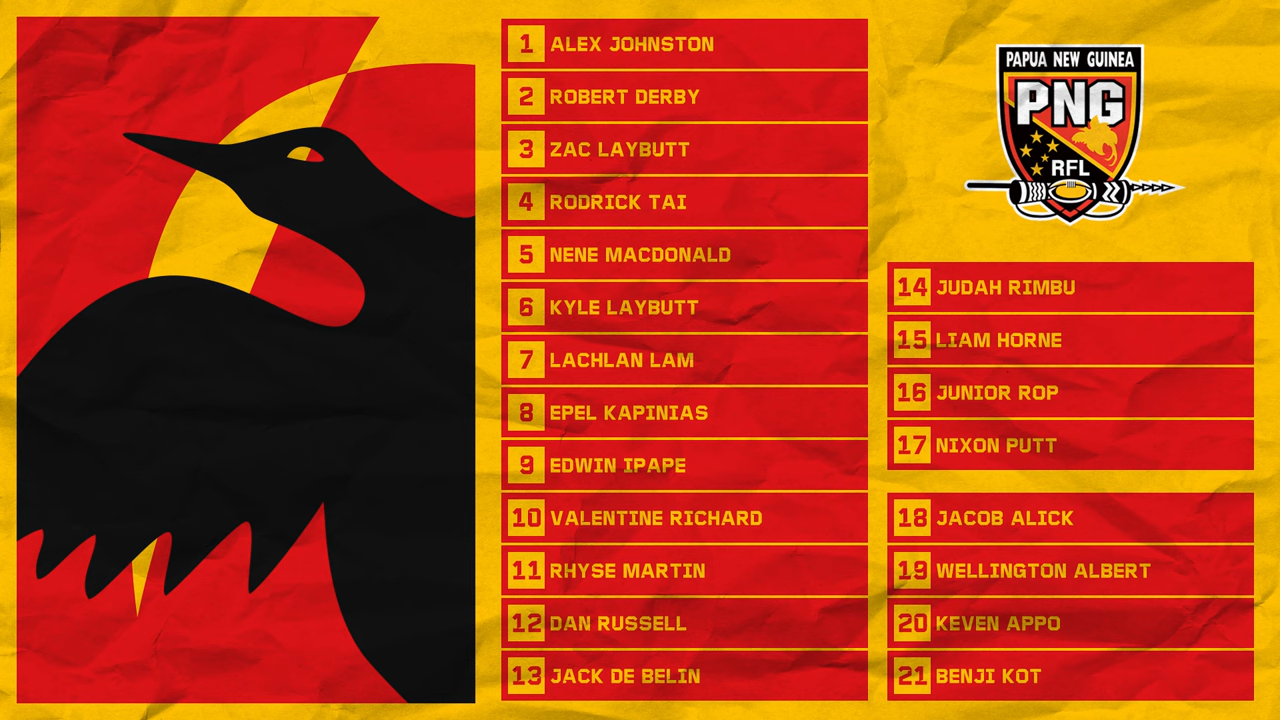 1 ALEX JOHNSTON
2 ROBERT DERBY
3 ZAC LAYBUTT
4 RODRICK TAI
5 NENE MACDONALD
6 KYLE LAYBUTT
7 LACHLAN LAM
8 EPEL KAPINIAS
9 EDWIN IPAPE
10 VALENTINE RICHARD
11 RHYSE MARTIN
12 DAN RUSSELL
13 JACK DE BELIN
PAPUA NEW GUINEA
PNG
RFL
14 JUDAH RIMBU
15 LIAM HORNE
16 JUNIOR ROP
17 NIXON PUTT
18 JACOB ALICK
19 WELLINGTON ALBERT
20 KEVEN APPO
21 BENJI KOT